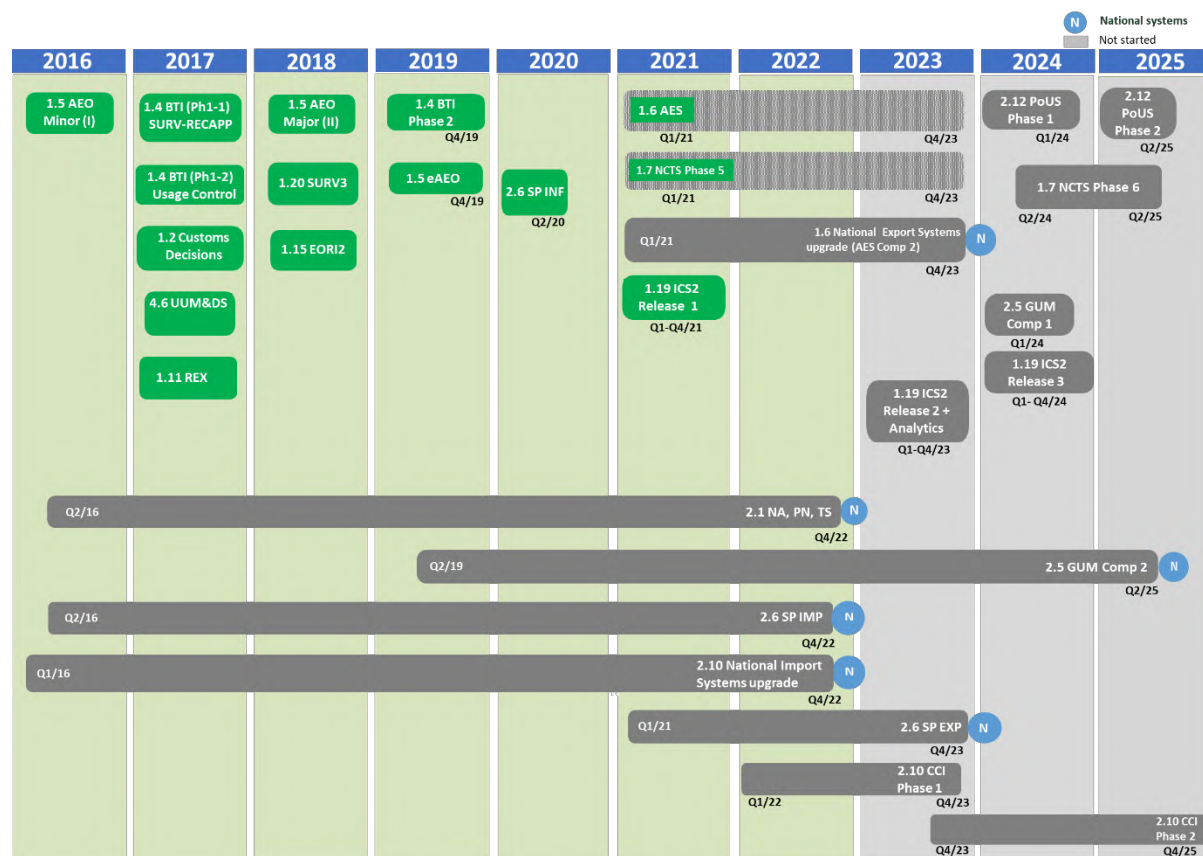 N National systems
Not started
2016 2017 2018 2019 2020 2021 2022 2023 2024 2025
1.5 AEO
Minor (I)
1.4 BTI (Ph1-1)
SURV-RECAPP
1.5 AEO
Major (II)
1.4 BTI
Phase 2
Q4/19
1.6 AES
Q1/21
Q4/23
2.12 PoUS
Phase 1
Q1/24
2.12
PoUS
Phase 2
Q2/25
1.4 BTI (Ph1-2)
Usage Control
1.20 SURV3
1.5 eAEO
Q4/19
2.6 SP INF
Q2/20
1.7 NCTS Phase 5
Q1/21
Q4/23
1.7 NCTS Phase 6
Q2/24
Q2/25
1.2 Customs
Decisions
1.15 EORI2
Q1/21
1.6 National Export Systems
upgrade (AES Comp 2)
N
Q4/23
4.6 UUM&DS
1.19 ICS2
Release 1
Q1-Q4/21
2.5 GUM
Comp 1
Q1/24
1.11 REX
1.19 ICS2
Release 3
Q1- Q4/24
1.19 ICS2
Release 2 +
Analytics
Q1-Q4/23
Q2/16
2.1 NA, PN, TS
N
Q4/22
Q2/19
2.5 GUM Comp 2
N
Q2/25
Q2/16
2.6 SP IMP
N
Q4/22
Q1/16
2.10 National Import
Systems upgrade
N
Q4/22
Q1/21
2.6 SP EXP
N
Q4/23
2.10 CCI
Phase 1
Q1/22
Q4/23
2.10 CCI
Phase 2
Q4/23
Q4/25